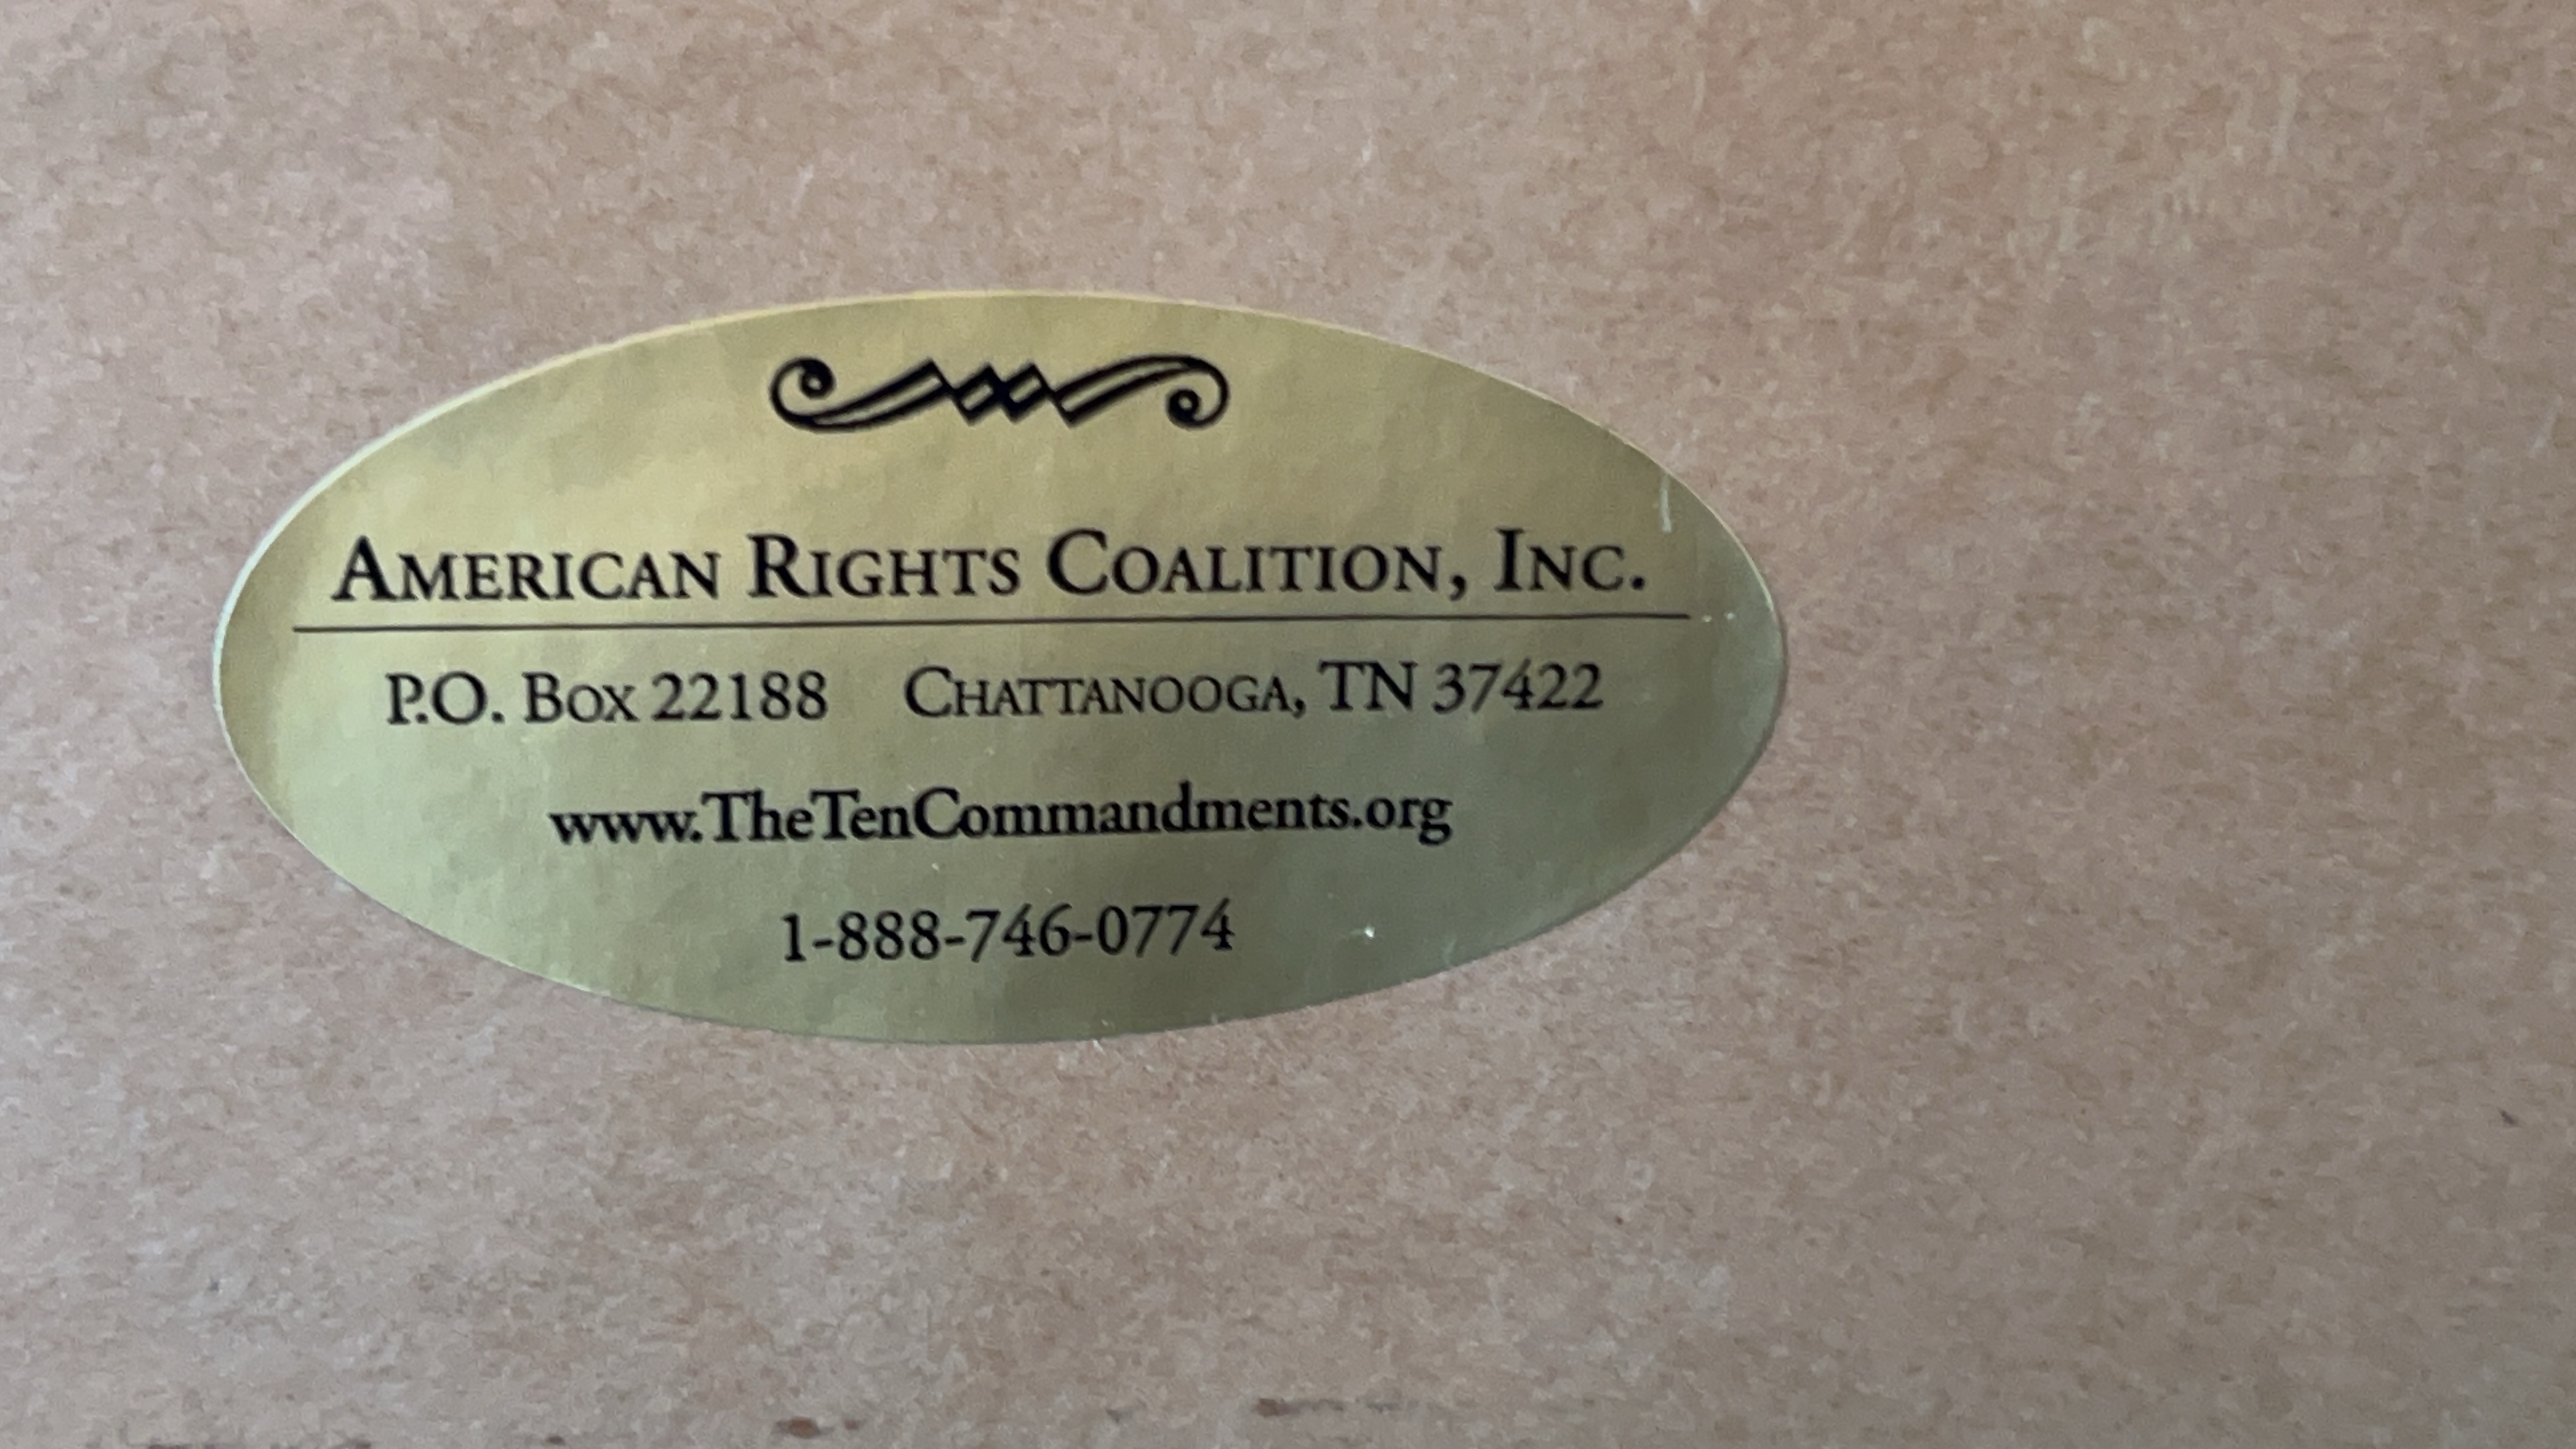 American Rights Coalition, Inc.
P.O. Box 22188 Chattanooga, TN 37422
www.TheTenCommandments.org
1-888-746-0774